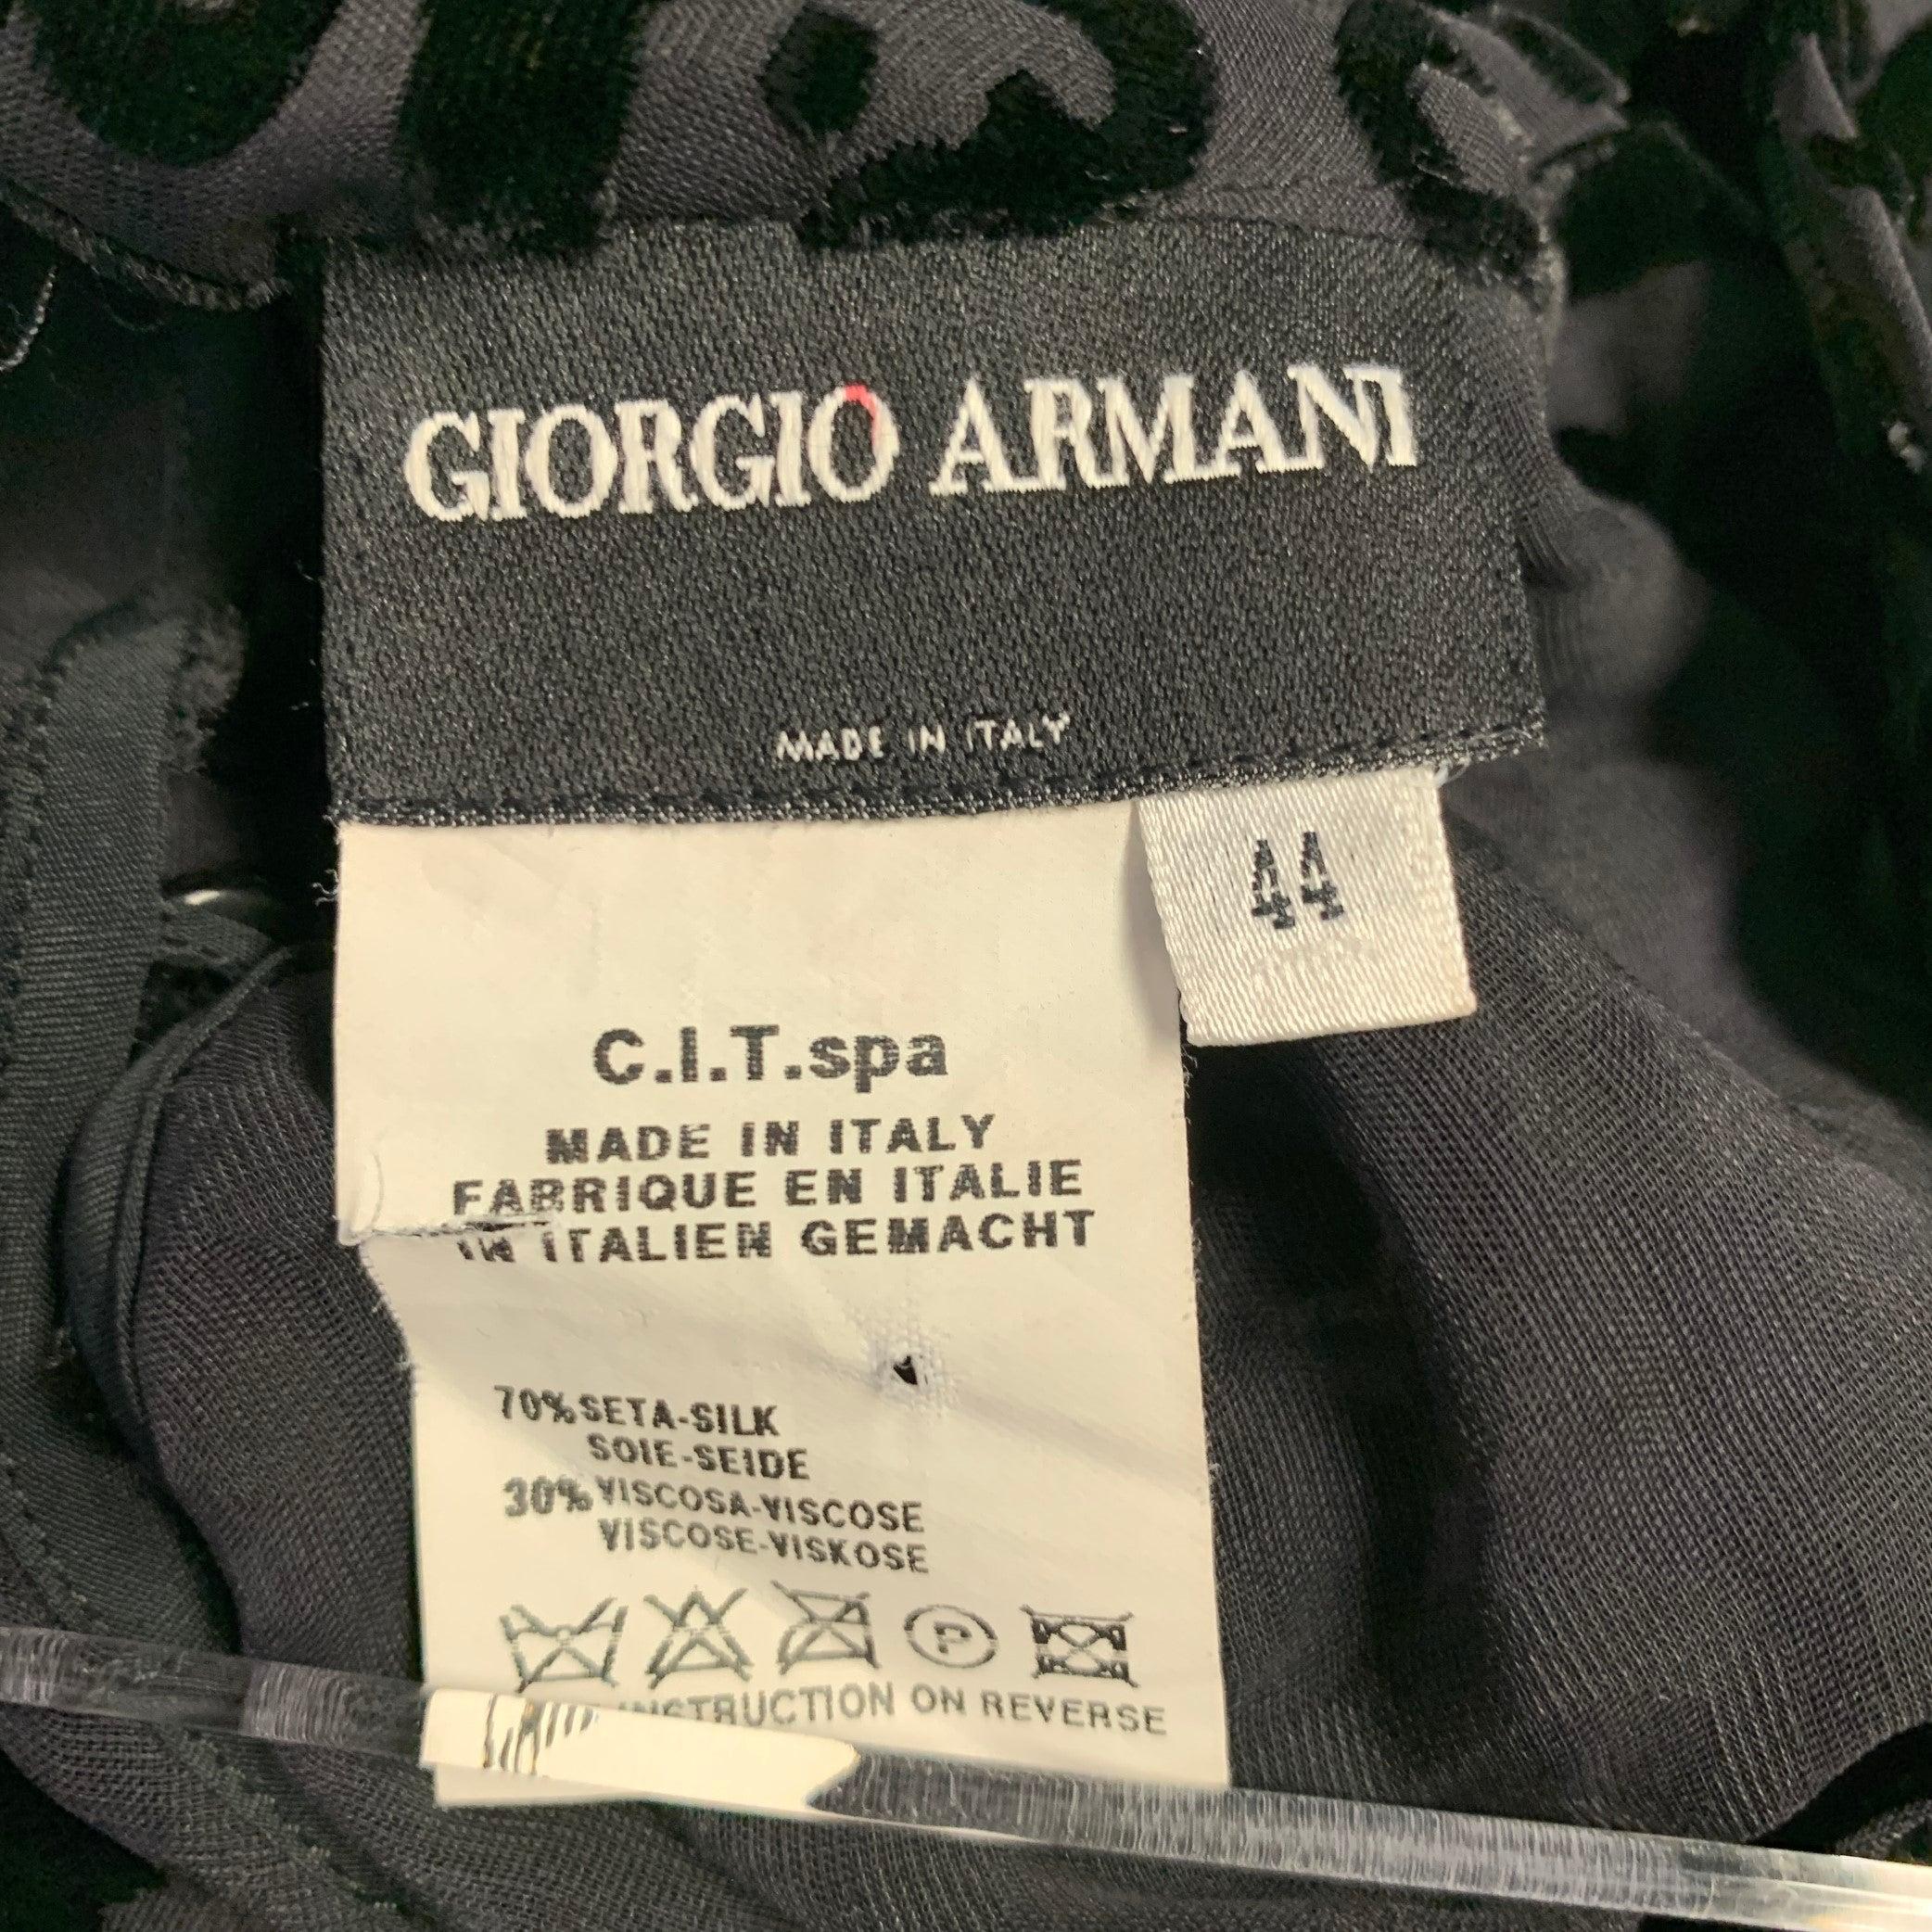 GIORGIO ARMANI
MADE IN ITALY
44
C.I.T.spa
MADE IN ITALY
FABRIQUE EN ITALIE
IN ITALIEN GEMACHT
70% SETA-SILK
SOIE-SEIDE
30% VISCOSA-VISCOSE
VISCOSE-VISKOSE
P
INSTRUCTION ON REVERSE